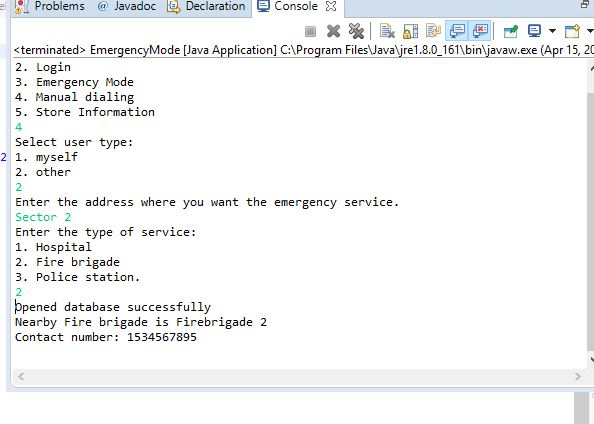 Problems @ Javadoc Declaration Console
<terminated> EmergencyMode [Java Application] C:\Program Files\Java\jre1.8.0_161\bin\javaw.exe (Apr 15, 20
2. Login
3. Emergency Mode
4. Manual dialing
5. Store Information
4
Select user type:
1. myself
2. other
2
Enter the address where you want the emergency service.
Sector 2
Enter the type of service:
1. Hospital
2. Fire brigade
3. Police station.
2
Opened database successfully
Nearby Fire brigade is Firebrigade 2
Contact number: 1534567895